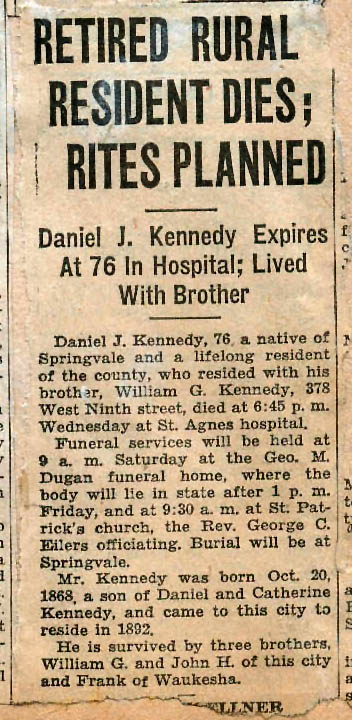 RETIRED RURAL
RESIDENT DIES;
RITES PLANNED
Daniel J. Kennedy Expires
At 76 In Hospital; Lived
With Brother
Daniel J. Kennedy, 76, a native of
Springvale and a lifelong resident
of the county, who resided with his
brother, William G. Kennedy, 378
West Ninth street, died at 6:45 p. m.
Wednesday at St. Agnes hospital.
Funeral services will be held at
9 a. m. Saturday at the Geo. M.
Dugan funeral home, where the
body will lie in state after 1 p. m.
Friday, and at 9:30 a. m. at St. Pat-
rick's church, the Rev. George C.
Eilers officiating. Burial will be at
Springvale.
Mr. Kennedy was born Oct. 20,
1868, a son of Daniel and Catherine
Kennedy, and came to this city to
reside in 1892.
He is survived by three brothers,
William G. and John H. of this city
and Frank of Waukesha.